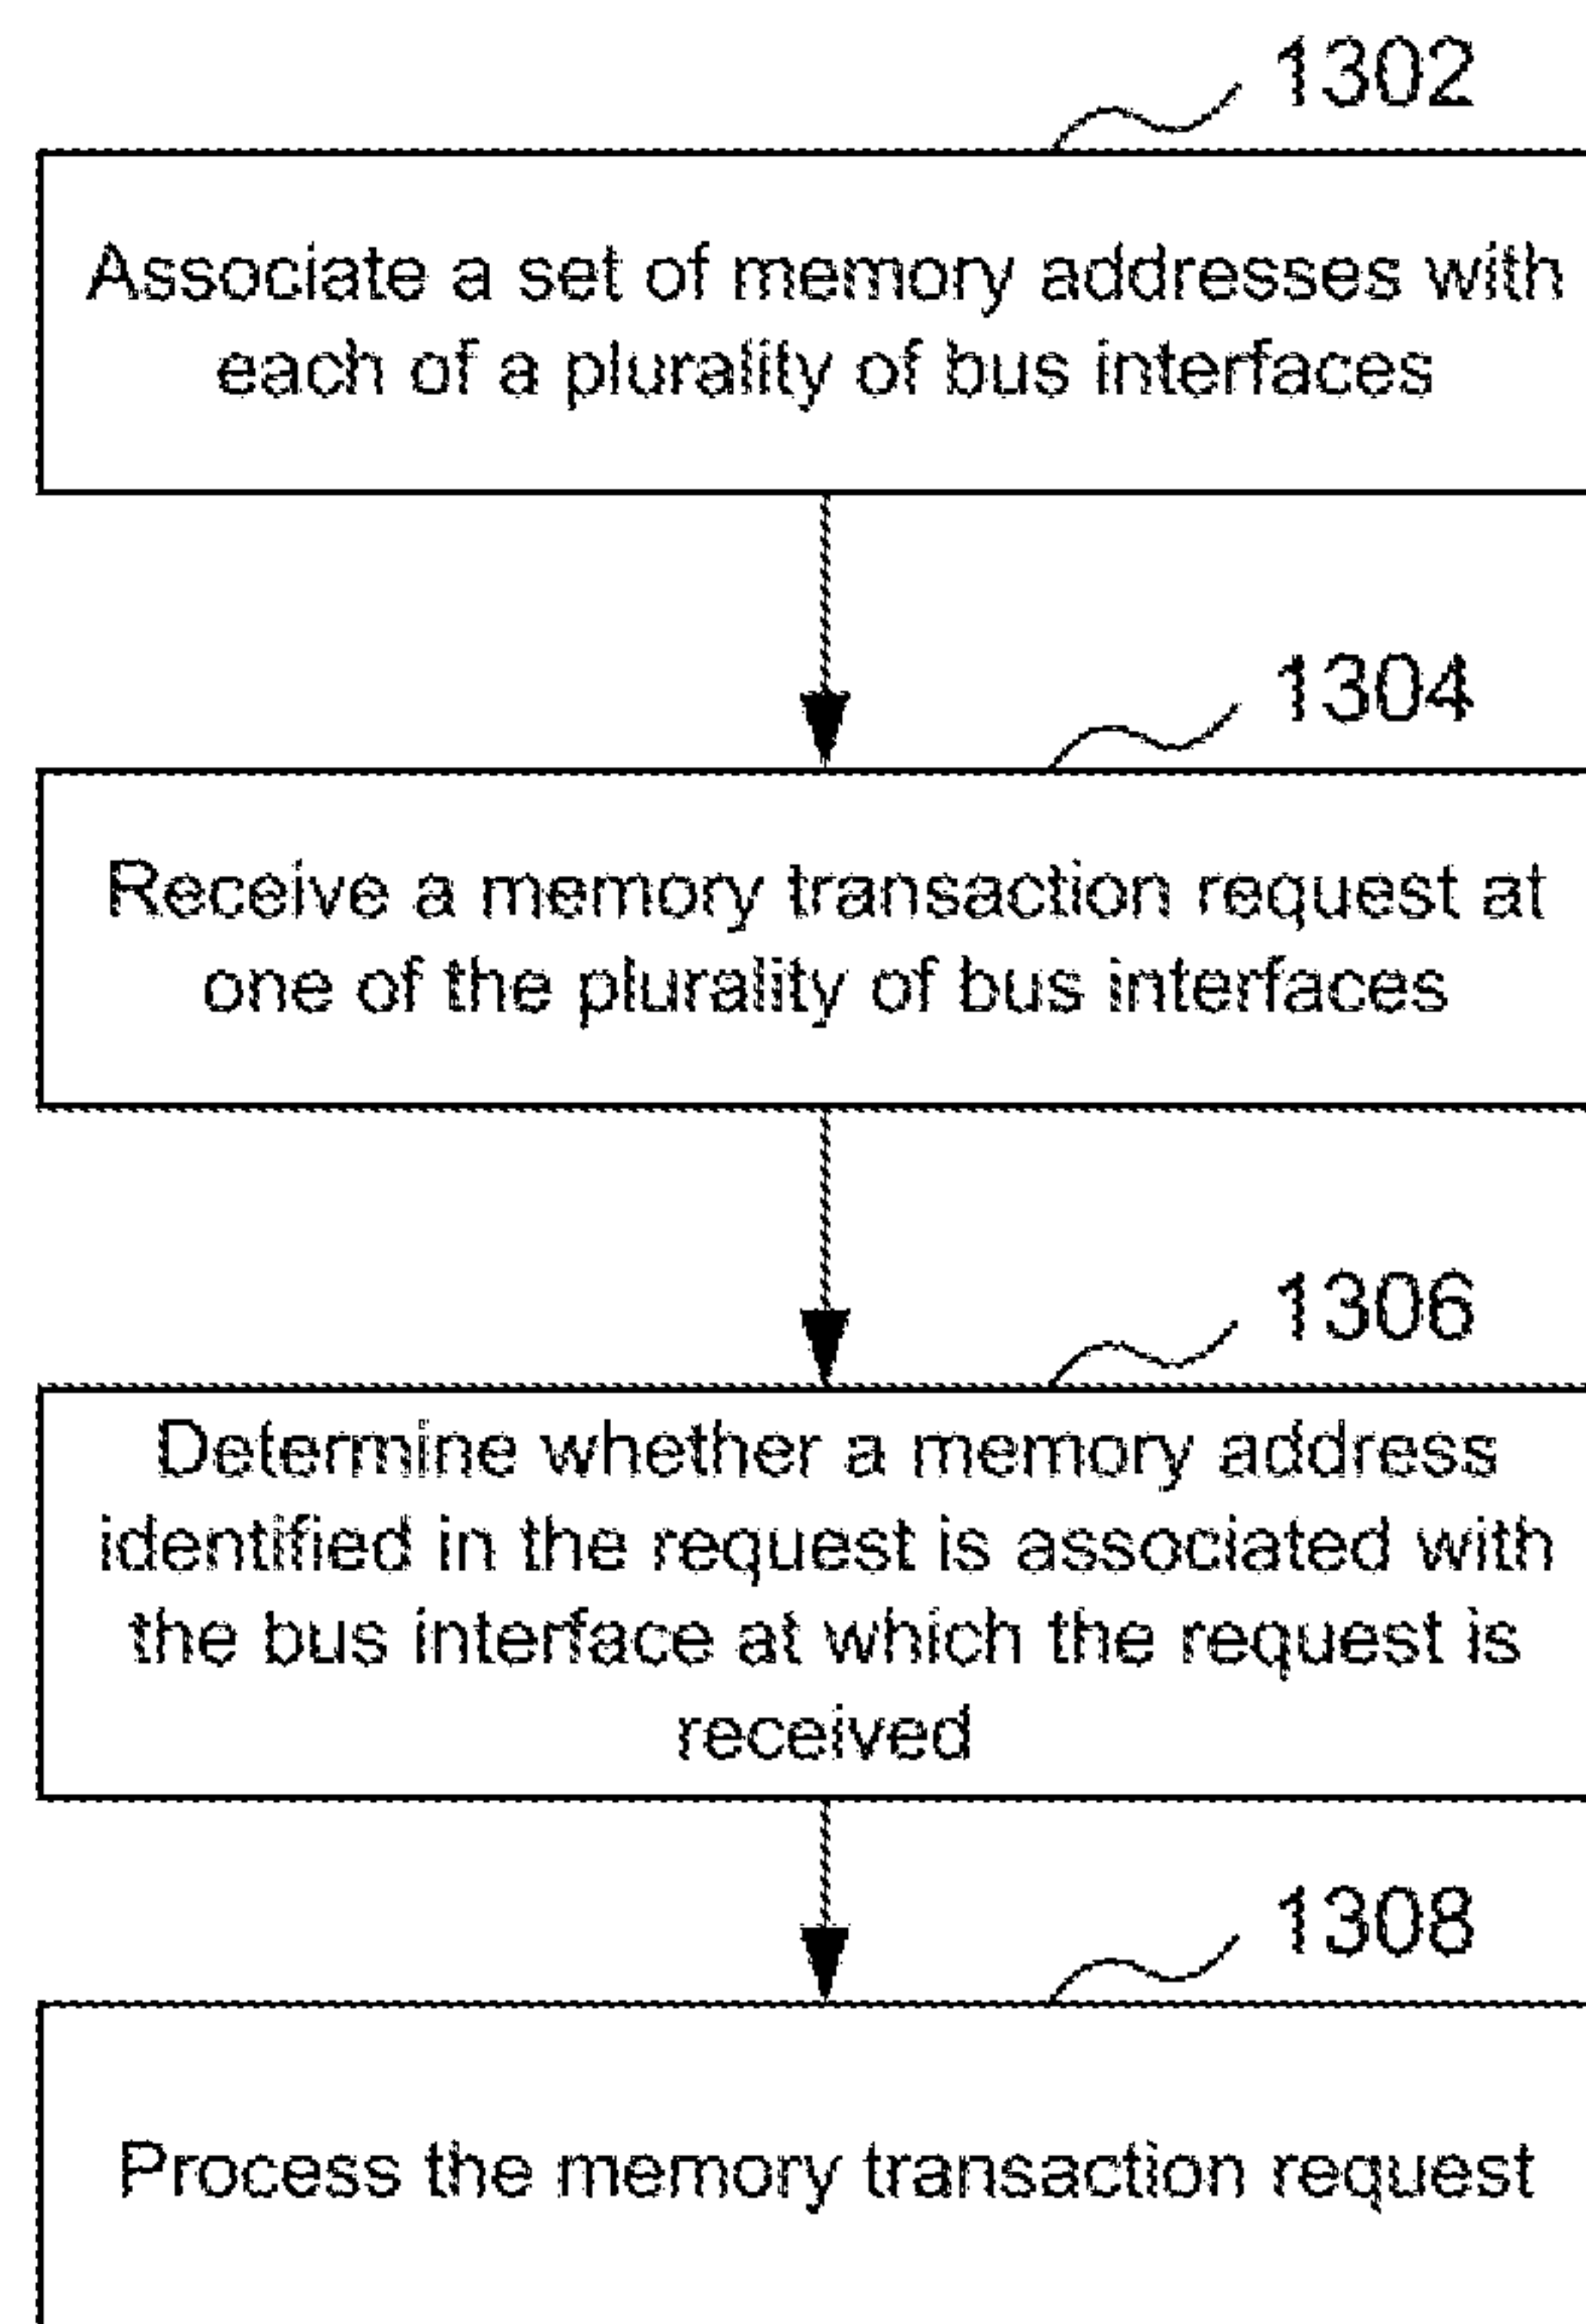 1302
Associate a set of memory addresses with
each of a plurality of bus interfaces
1304
Receive a memory transaction request at
one of the plurality of bus interfaces
1306
Determine whether a memory address
identified in the request is associated with
the bus interface at which the request is
received
1308
Process the memory transaction request